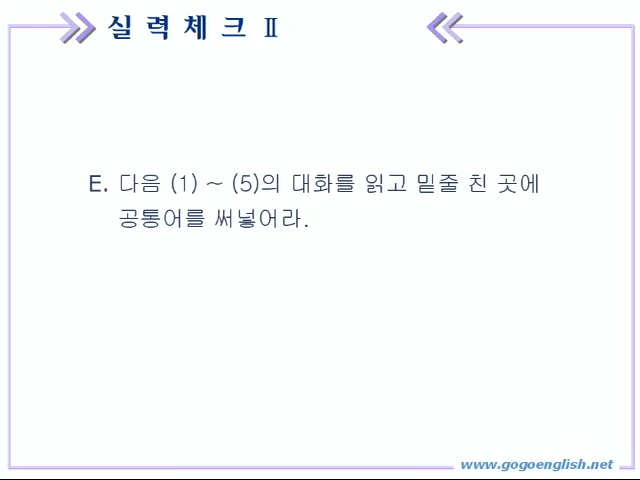 실력체크 Ⅱ
E. 다음 (1) ~ (5)의 대화를 읽고 밑줄 친 곳에
공통어를 써넣어라.
www.gogoenglish.net